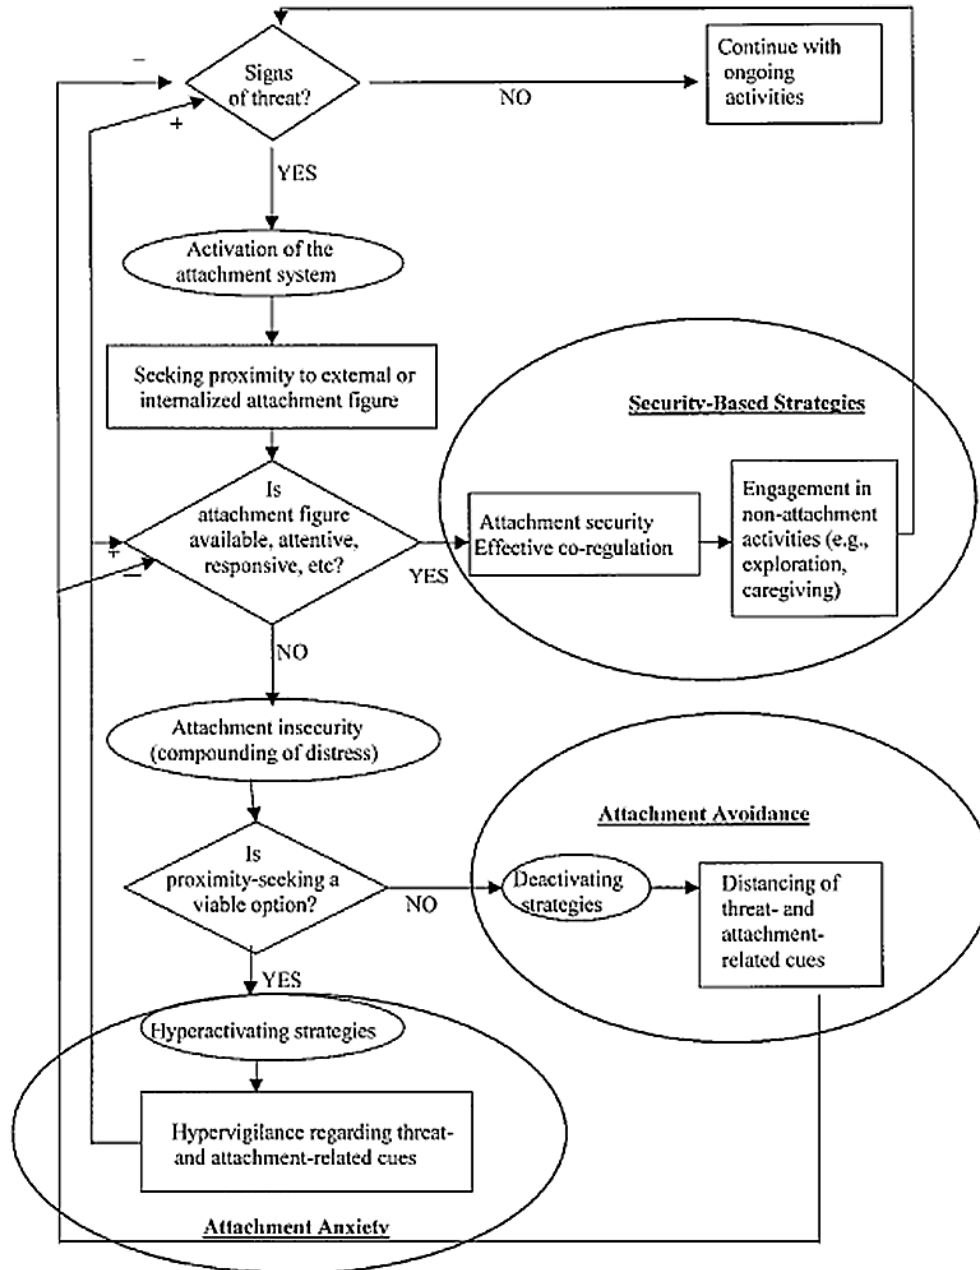 Signs
of threat?
NO
Continue with
ongoing
activities
–
+
YES
Activation of the
attachment system
Seeking proximity to external or
internalized attachment figure
Security-Based Strategies
Is
attachment figure
available, attentive,
responsive, etc?
+
–
YES
Attachment security
Effective co-regulation
Engagement in
non-attachment
activities (e.g.,
exploration,
caregiving)
NO
Attachment insecurity
(compounding of distress)
Attachment Avoidance
Is
proximity-seeking a
viable option?
NO
Deactivating
strategies
Distancing of
threat- and
attachment-
related cues
YES
Hyperactivating strategies
Hypervigilance regarding threat-
and attachment-related cues
Attachment Anxiety